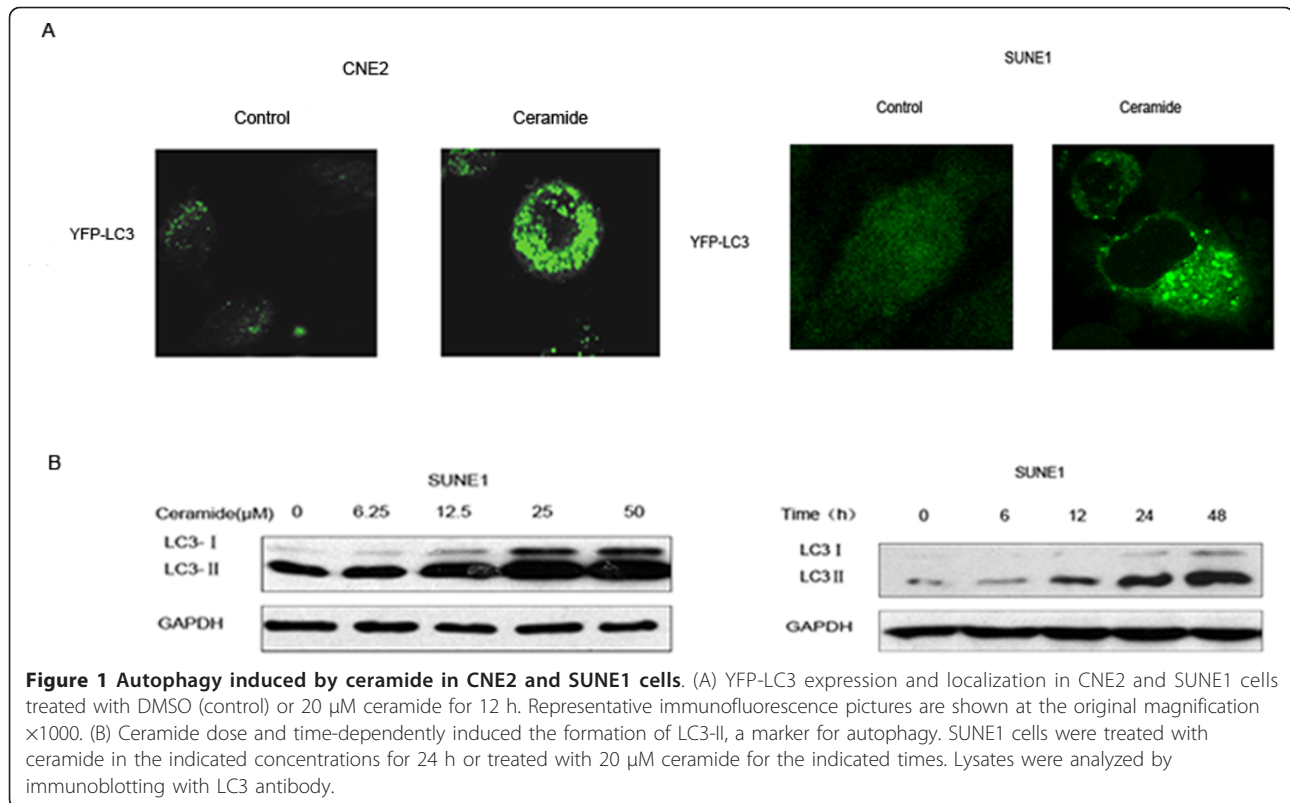 A
CNE2
SUNE1
Control
Ceramide
Control
Ceramide
YFP-LC3
YFP-LC3
B
SUNE1
Ceramide(μM) 0 6.25 12.5 25 50
LC3- I
LC3-II
GAPDH
SUNE1
Time (h) 0 6 12 24 48
LC3 I
LC3 II
GAPDH
Figure 1 Autophagy induced by ceramide in CNE2 and SUNE1 cells. (A) YFP-LC3 expression and localization in CNE2 and SUNE1 cells
treated with DMSO (control) or 20 μM ceramide for 12 h. Representative immunofluorescence pictures are shown at the original magnification
×1000. (B) Ceramide dose and time-dependently induced the formation of LC3-II, a marker for autophagy. SUNE1 cells were treated with
ceramide in the indicated concentrations for 24 h or treated with 20 μM ceramide for the indicated times. Lysates were analyzed by
immunoblotting with LC3 antibody.